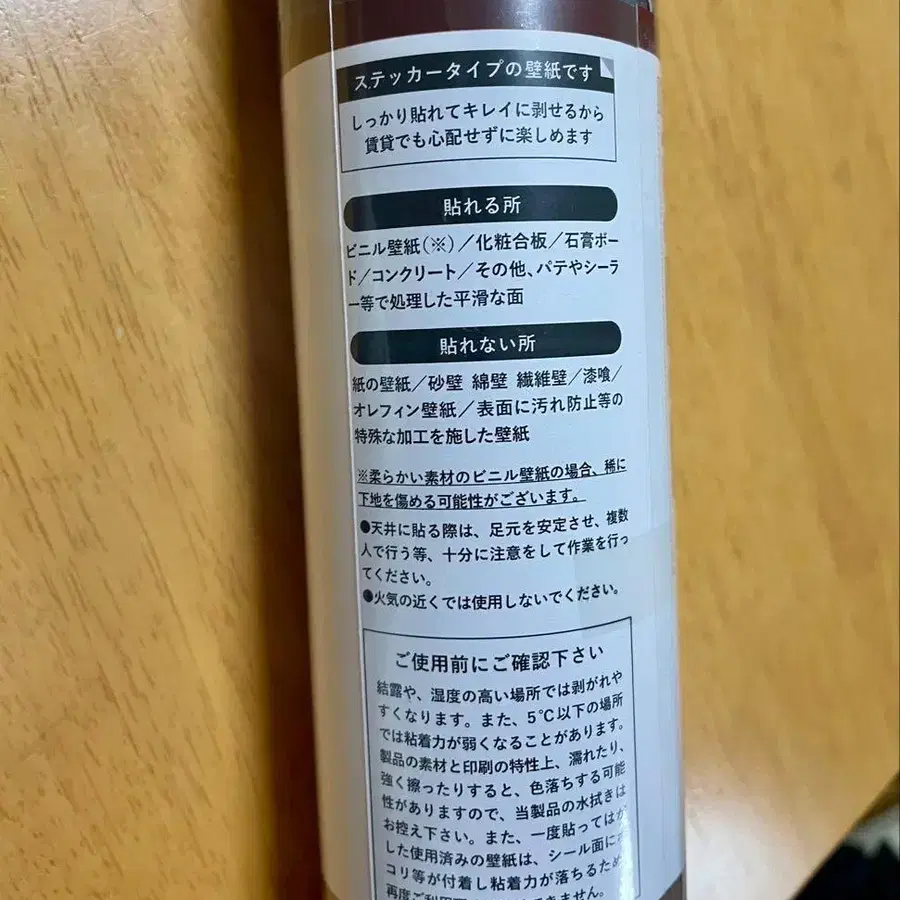 ステッカータイプの壁紙です
しっかり貼れてキレイに剥せるから
賃貸でも心配せずに楽しめます
貼れる所
ビニル壁紙(※)／化粧合板／石膏ボー
ド／コンクリート／その他、パテやシーラ
ー等で処理した平滑な面
貼れない所
紙の壁紙／砂壁 綿壁 繊維壁／漆喰／
オレフィン壁紙／表面に汚れ防止等の
特殊な加工を施した壁紙
※柔らかい素材のビニル壁紙の場合、稀に
下地を傷める可能性がございます。
●天井に貼る際は、足元を安定させ、複数
人で行う等、十分に注意をして作業を行っ
てください。
●火気の近くでは使用しないでください。
ご使用前にご確認下さい
結露や、湿度の高い場所では剥がれや
すくなります。また、5℃以下の場所
では粘着力が弱くなることがあります。
製品の素材と印刷の特性上、濡れたり、
強く擦ったりすると、色落ちする可能
性がありますので、当製品の水拭きは
お控え下さい。また、一度貼っては
した使用済みの壁紙は、シール面に
コリ等が付着し粘着力が落ちるため
再度ご利用できません。